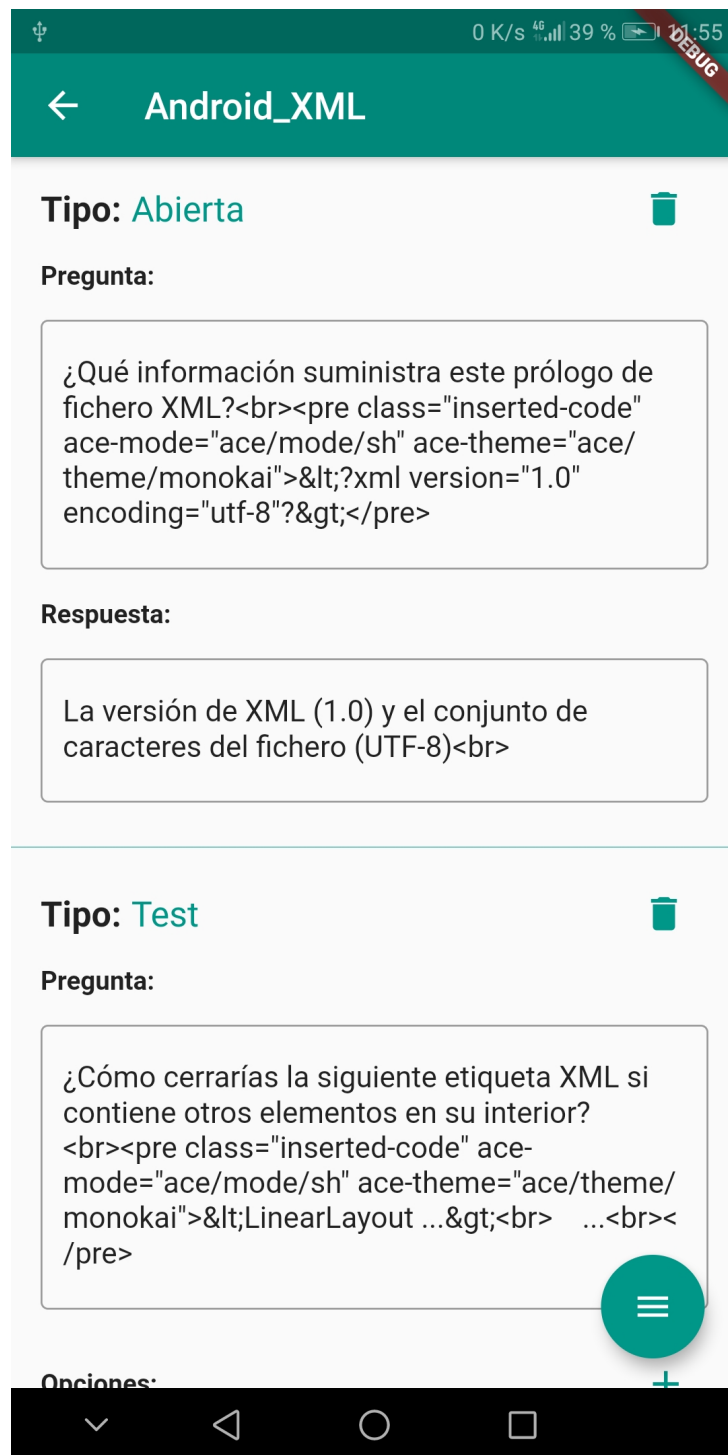 0 K/s 4G 39 % 11:55
DEBUG
Android_XML
Tipo: Abierta
Pregunta:
¿Qué información suministra este prólogo de
fichero XML?<br><pre class="inserted-code"
ace-mode="ace/mode/sh" ace-theme="ace/
theme/monokai">&lt;?xml version="1.0"
encoding="utf-8"?&gt;</pre>
Respuesta:
La versión de XML (1.0) y el conjunto de
caracteres del fichero (UTF-8)<br>
Tipo: Test
Pregunta:
¿Cómo cerrarías la siguiente etiqueta XML si
contiene otros elementos en su interior?
<br><pre class="inserted-code" ace-
mode="ace/mode/sh" ace-theme="ace/theme/
monokai">&lt;LinearLayout ...&gt;<br>    ...<br><
/pre>
Opciones: